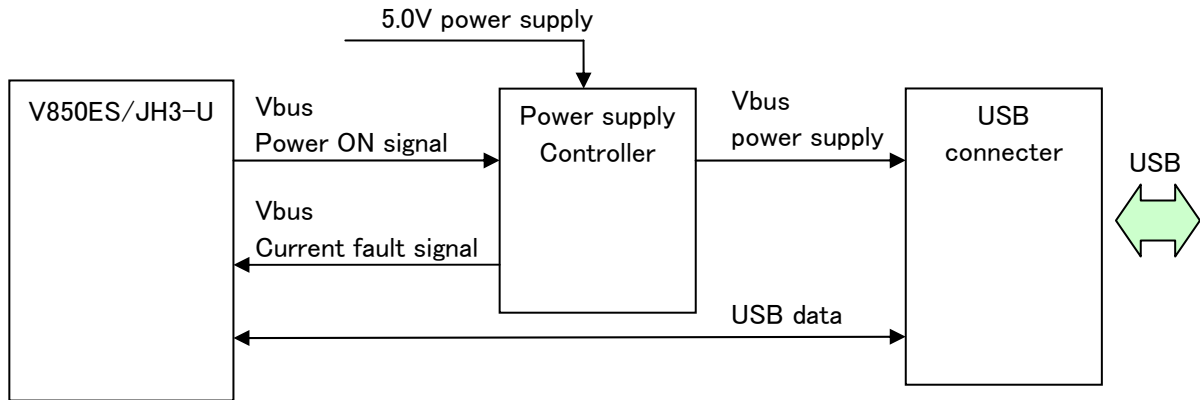 5.0V power supply
V850ES/JH3-U
Vbus
Power ON signal
Power supply
Controller
Vbus
power supply
USB
connecter
USB
Vbus
Current fault signal
USB data